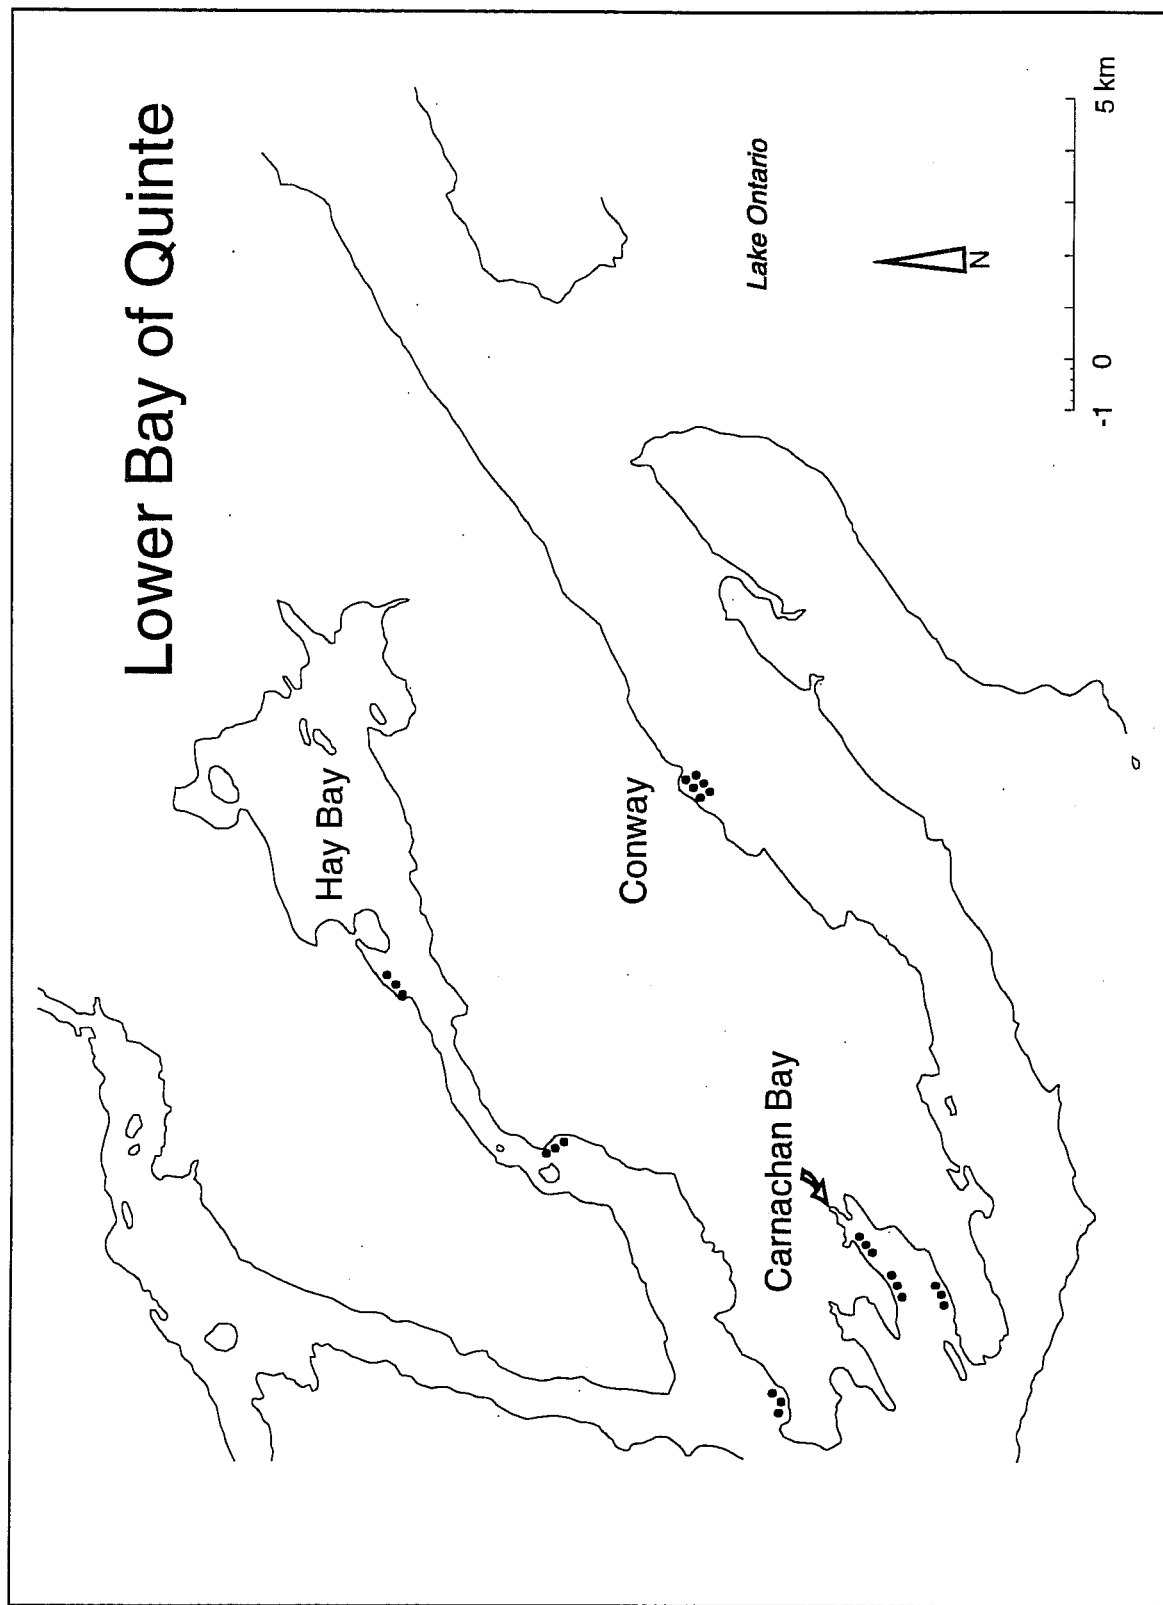 Lower Bay of Quinte
Hay Bay
Conway
Carnachan Bay
Lake Ontario
N
-1 0 5 km